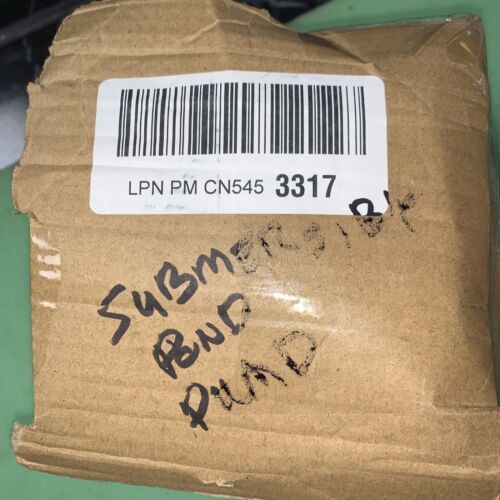 LPN PM CN545 3317
SUBMERSIBLE
POND
PUMP